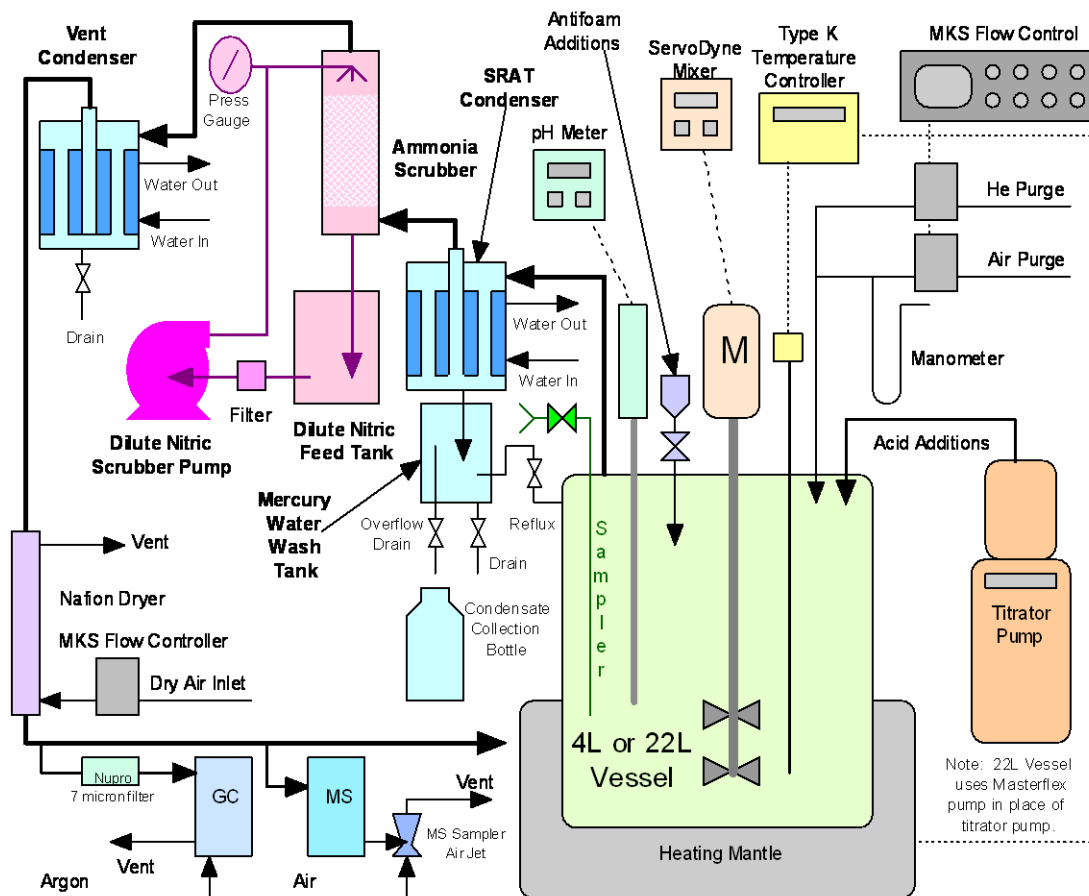 Vent
Condenser
Press
Gauge
Water Out
Water In
Drain
Ammonia
Scrubber
SRAT
Condenser
Antifoam
Additions
ServoDyne
Mixer
Type K
Temperature
Controller
MKS Flow Control
pH Meter
He Purge
Air Purge
Manometer
Water Out
Water In
M
Filter
Dilute Nitric
Scrubber Pump
Dilute Nitric
Feed Tank
Mercury
Water
Wash
Tank
Overflow
Drain
Drain
Reflux
Sampler
Acid Additions
Titrator
Pump
Condensate
Collection
Bottle
Vent
Nafion Dryer
MKS Flow Controller
Dry Air Inlet
4L or 22L
Vessel
Note: 22L Vessel
uses Masterflex
pump in place of
titrator pump.
Nupro
7 micron filter
GC
MS
Vent
MS Sampler
Air Jet
Vent
Argon
Air
Heating Mantle